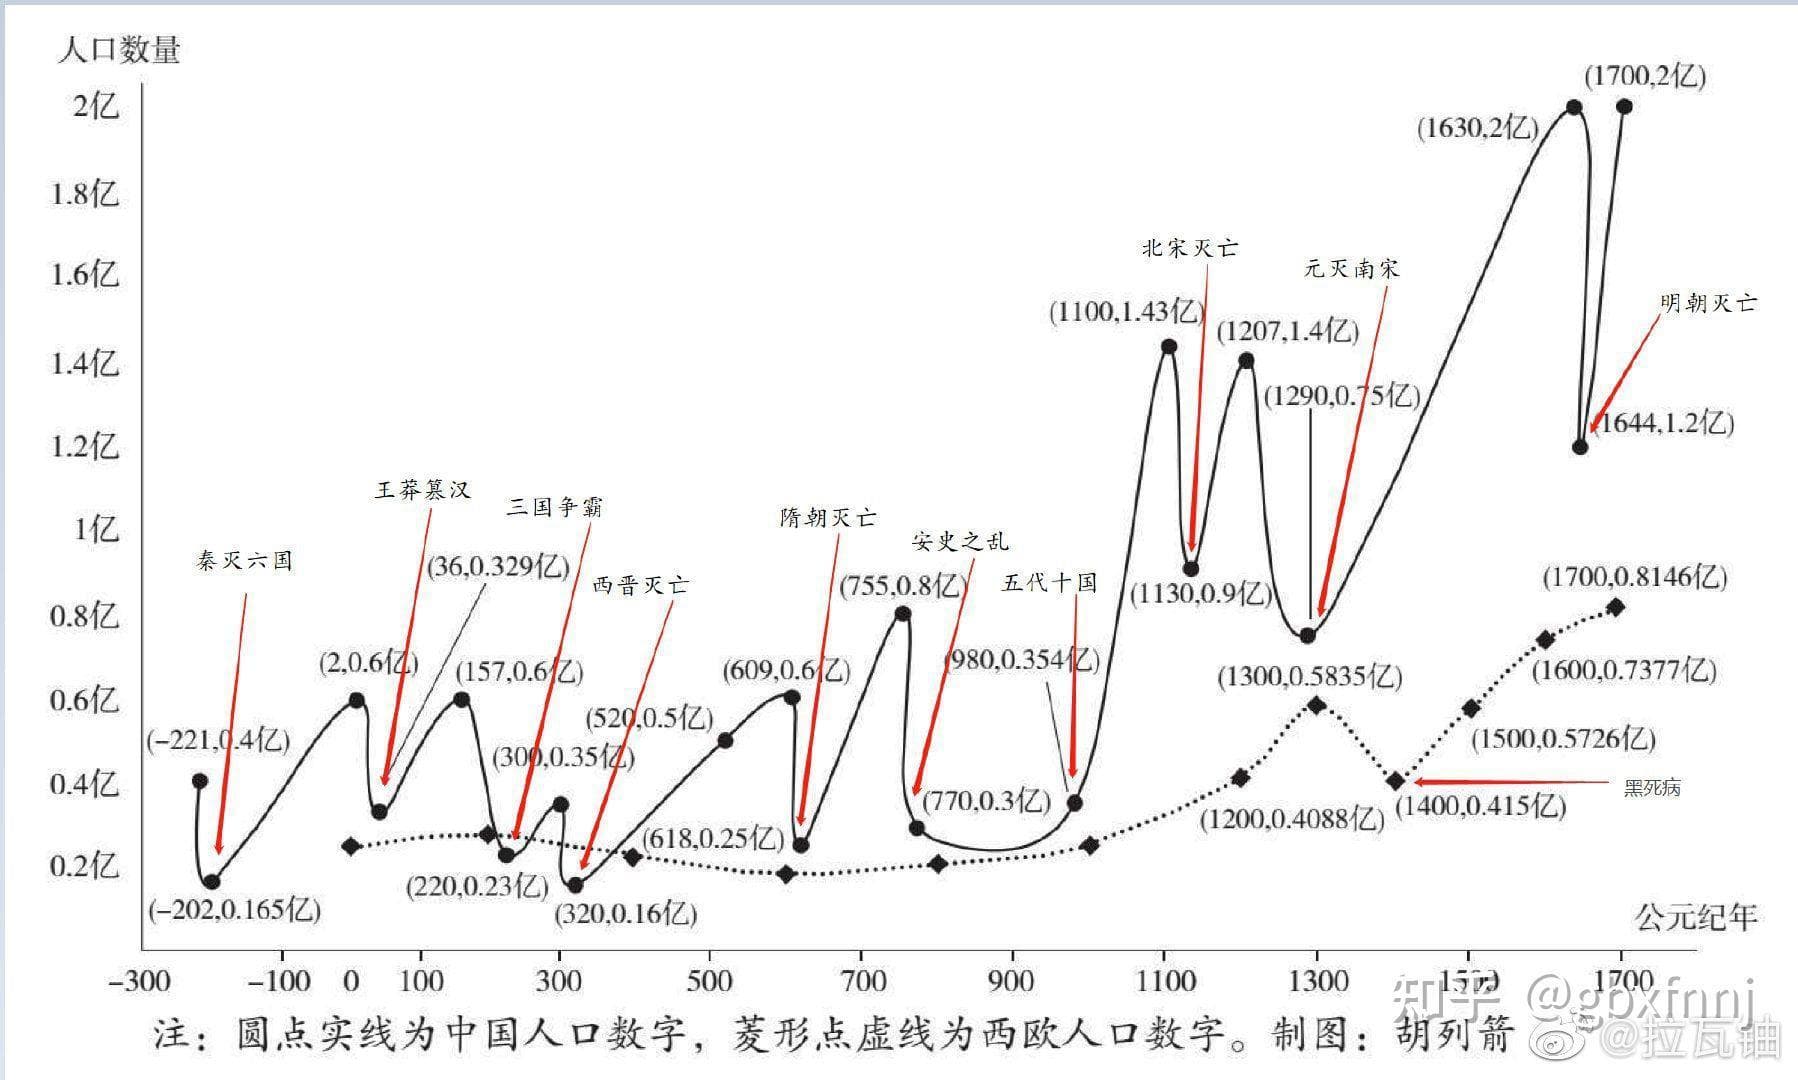 人口数量
2亿
1.8亿
1.6亿
1.4亿
1.2亿
1亿
0.8亿
0.6亿
0.4亿
0.2亿
(1700,2亿)
(1630,2亿)
北宋灭亡
元灭南宋
明朝灭亡
(1100,1.43亿)
(1207,1.4亿)
(1290,0.75亿)
(1644,1.2亿)
王莽篡汉
三国争霸
隋朝灭亡
安史之乱
秦灭六国
(36,0.329亿)
西晋灭亡
(755,0.8亿)
五代十国
(1130,0.9亿)
(1700,0.8146亿)
(2,0.6亿)
(157,0.6亿)
(609,0.6亿)
(980,0.354亿)
(1300,0.5835亿)
(1600,0.7377亿)
(520,0.5亿)
(-221,0.4亿)
(300,0.35亿)
(1500,0.5726亿)
黑死病
(770,0.3亿)
(1400,0.415亿)
(1200,0.4088亿)
(618,0.25亿)
(220,0.23亿)
(-202,0.165亿)
(320,0.16亿)
公元纪年
-300 -100 0 100 300 500 700 900 1100 1300 1500 1700
知乎 @gbxfnnj
注：圆点实线为中国人口数字，菱形点虚线为西欧人口数字。制图：胡列箭
@拉瓦铀